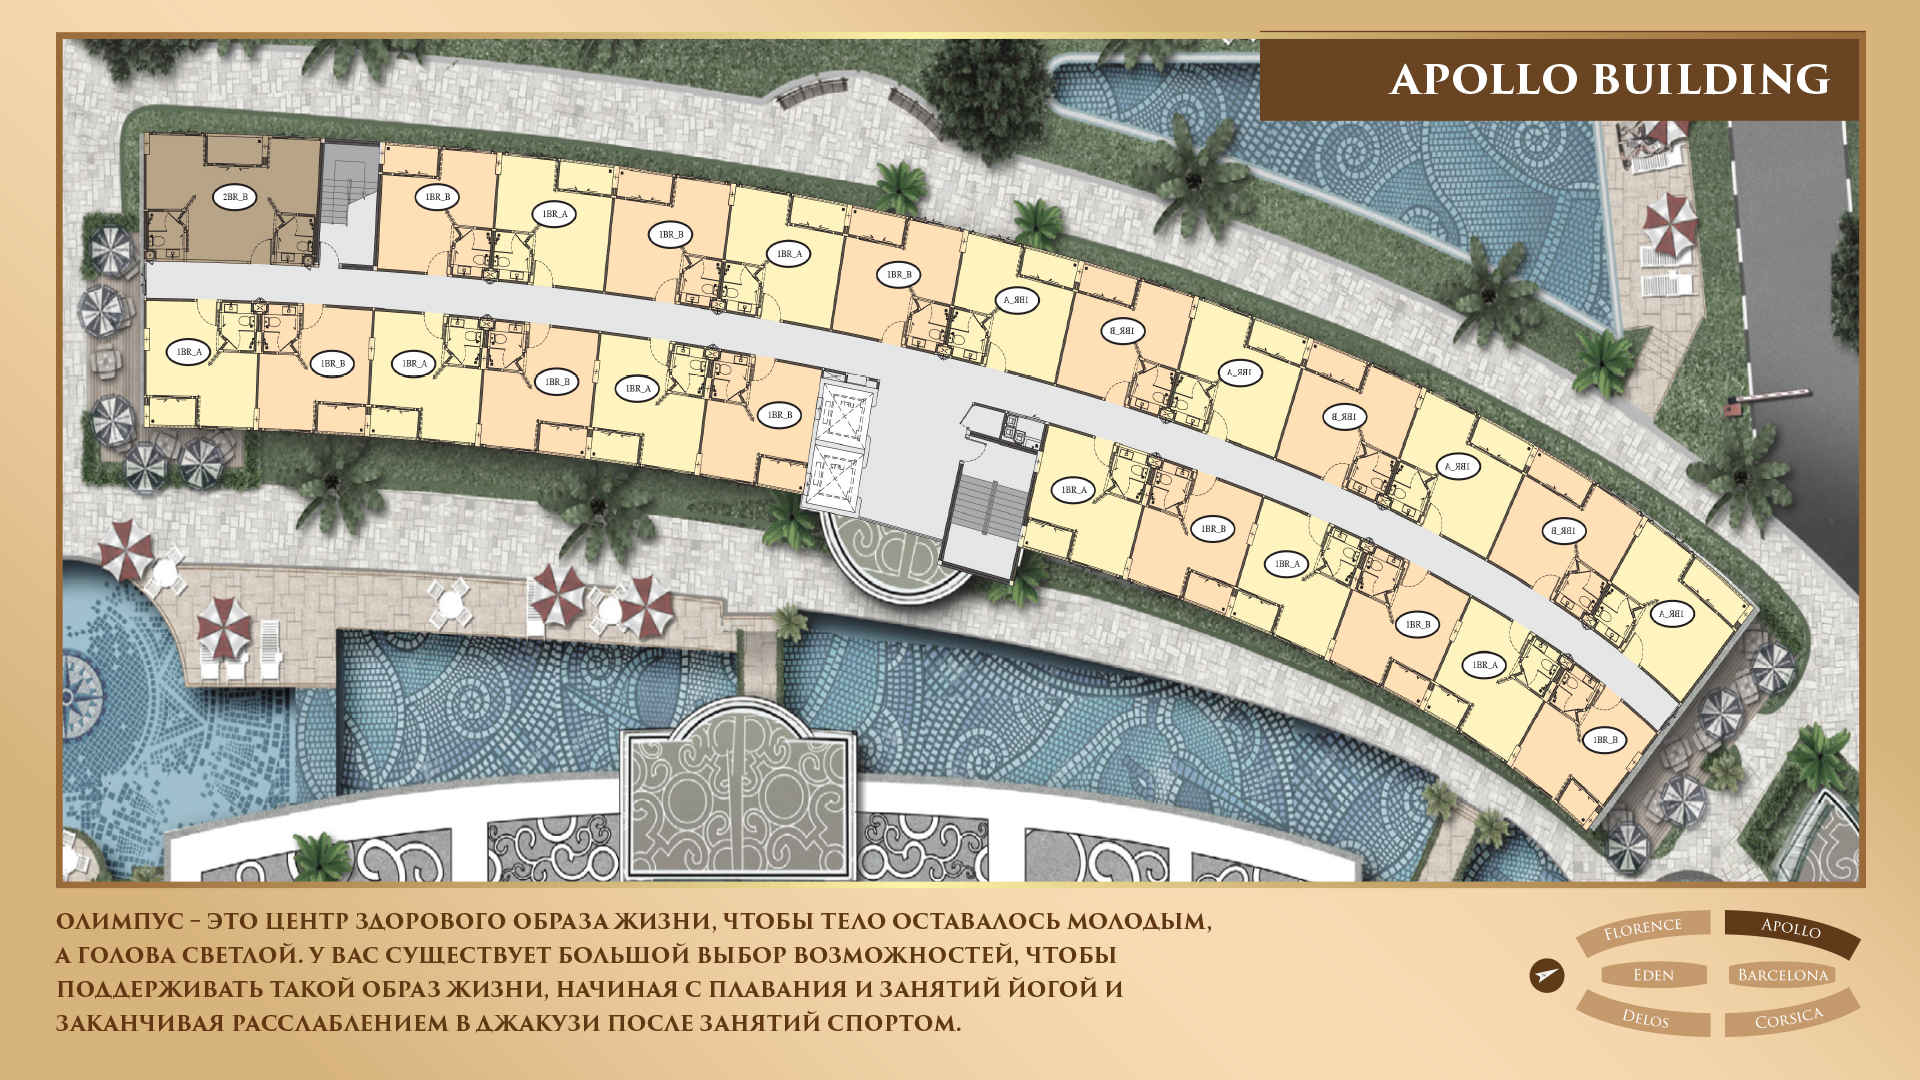 APOLLO BUILDING
2BR_B
1BR_B
1BR_A
1BR_B
1BR_A
1BR_B
1BR_A
1BR_B
1BR_A
1BR_B
1BR_A
1BR_B
1BR_A
1BR_A
1BR_B
1BR_A
1BR_B
1BR_A
1BR_B
1BR_A
1BR_B
1BR_A
1BR_B
1BR_A
1BR_B
ОЛИМПУС – ЭТО ЦЕНТР ЗДОРОВОГО ОБРАЗА ЖИЗНИ, ЧТОБЫ ТЕЛО ОСТАВАЛОСЬ МОЛОДЫМ,
А ГОЛОВА СВЕТЛОЙ. У ВАС СУЩЕСТВУЕТ БОЛЬШОЙ ВЫБОР ВОЗМОЖНОСТЕЙ, ЧТОБЫ
ПОДДЕРЖИВАТЬ ТАКОЙ ОБРАЗ ЖИЗНИ, НАЧИНАЯ С ПЛАВАНИЯ И ЗАНЯТИЙ ЙОГОЙ И
ЗАКАНЧИВАЯ РАССЛАБЛЕНИЕМ В ДЖАКУЗИ ПОСЛЕ ЗАНЯТИЙ СПОРТОМ.
FLORENCE
APOLLO
EDEN
BARCELONA
DELOS
CORSICA